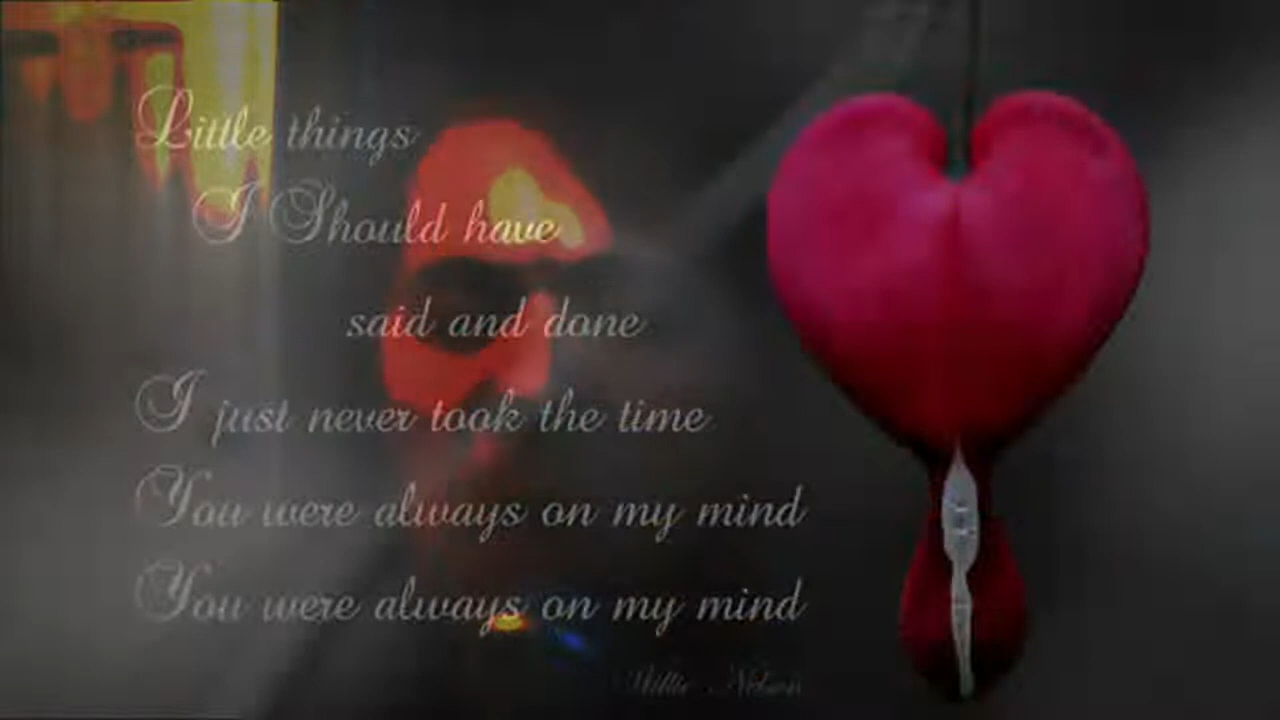 Little things
I Should have
said and done
I just never took the time
You were always on my mind
You were always on my mind
Willie Nelson